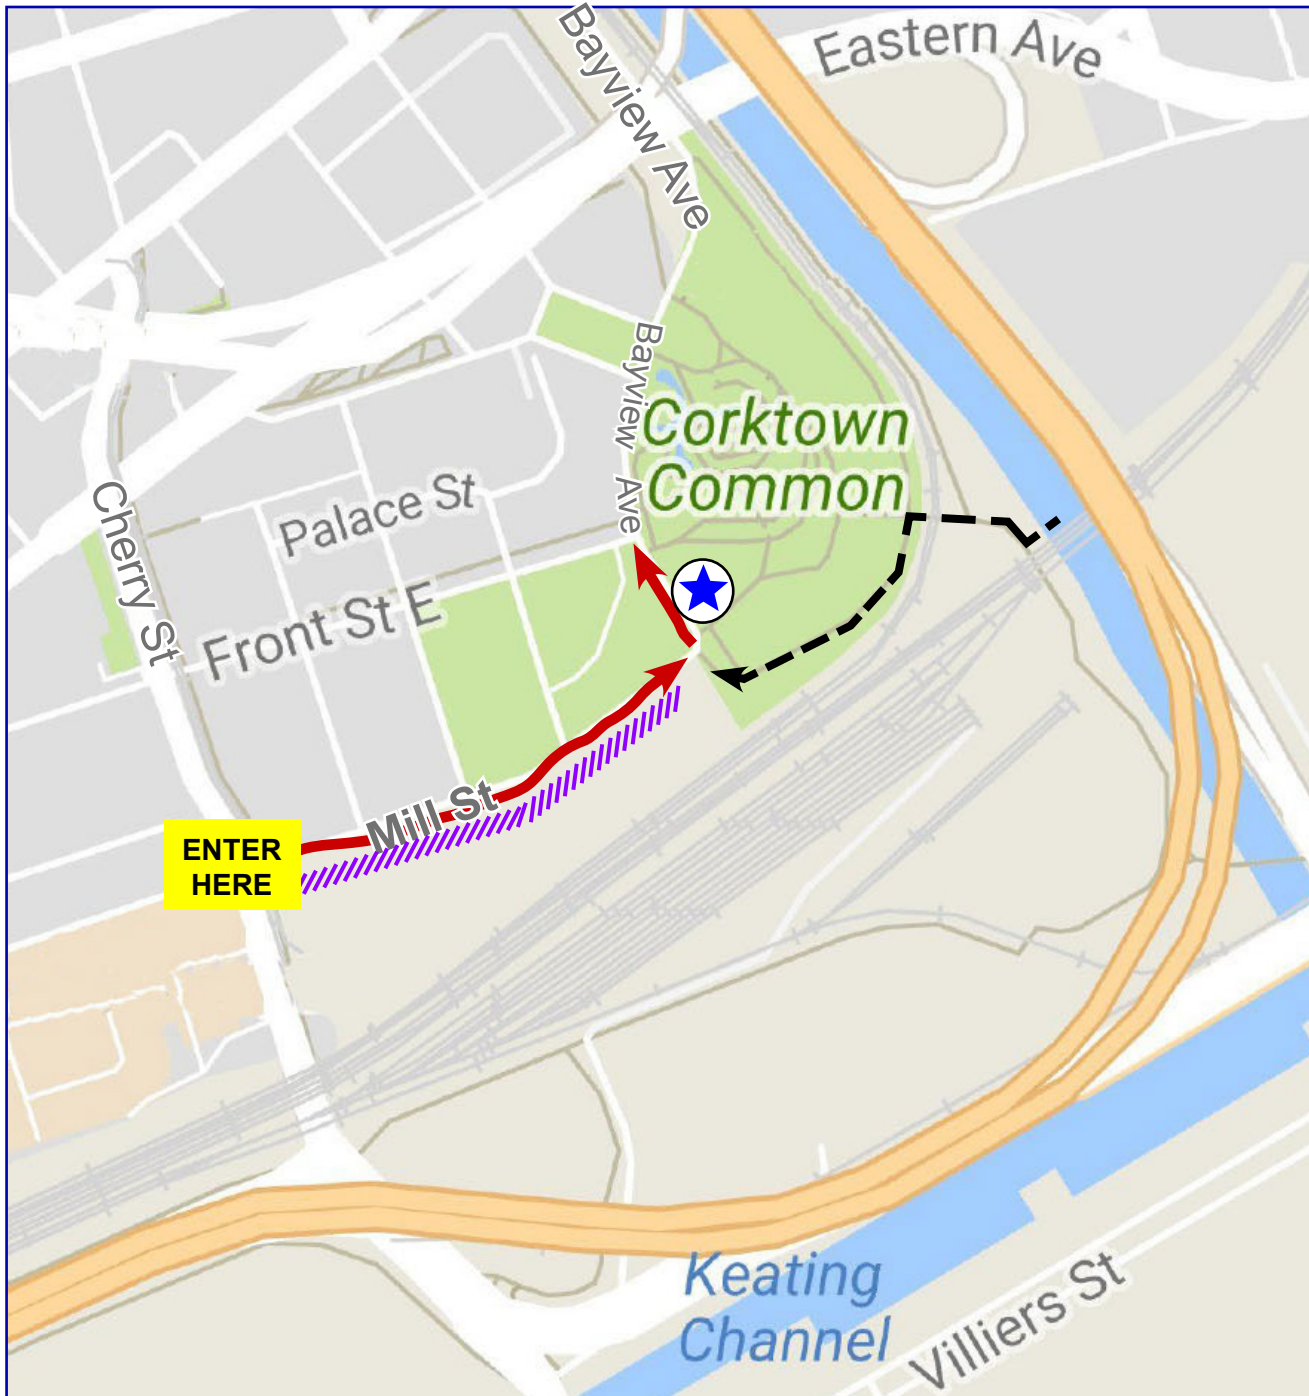 Eastern Ave
Bayview Ave
Bayview Ave
Corktown
Common
Palace St
Cherry St
Front St E
Mill St
ENTER
HERE
Keating
Channel
Villiers St